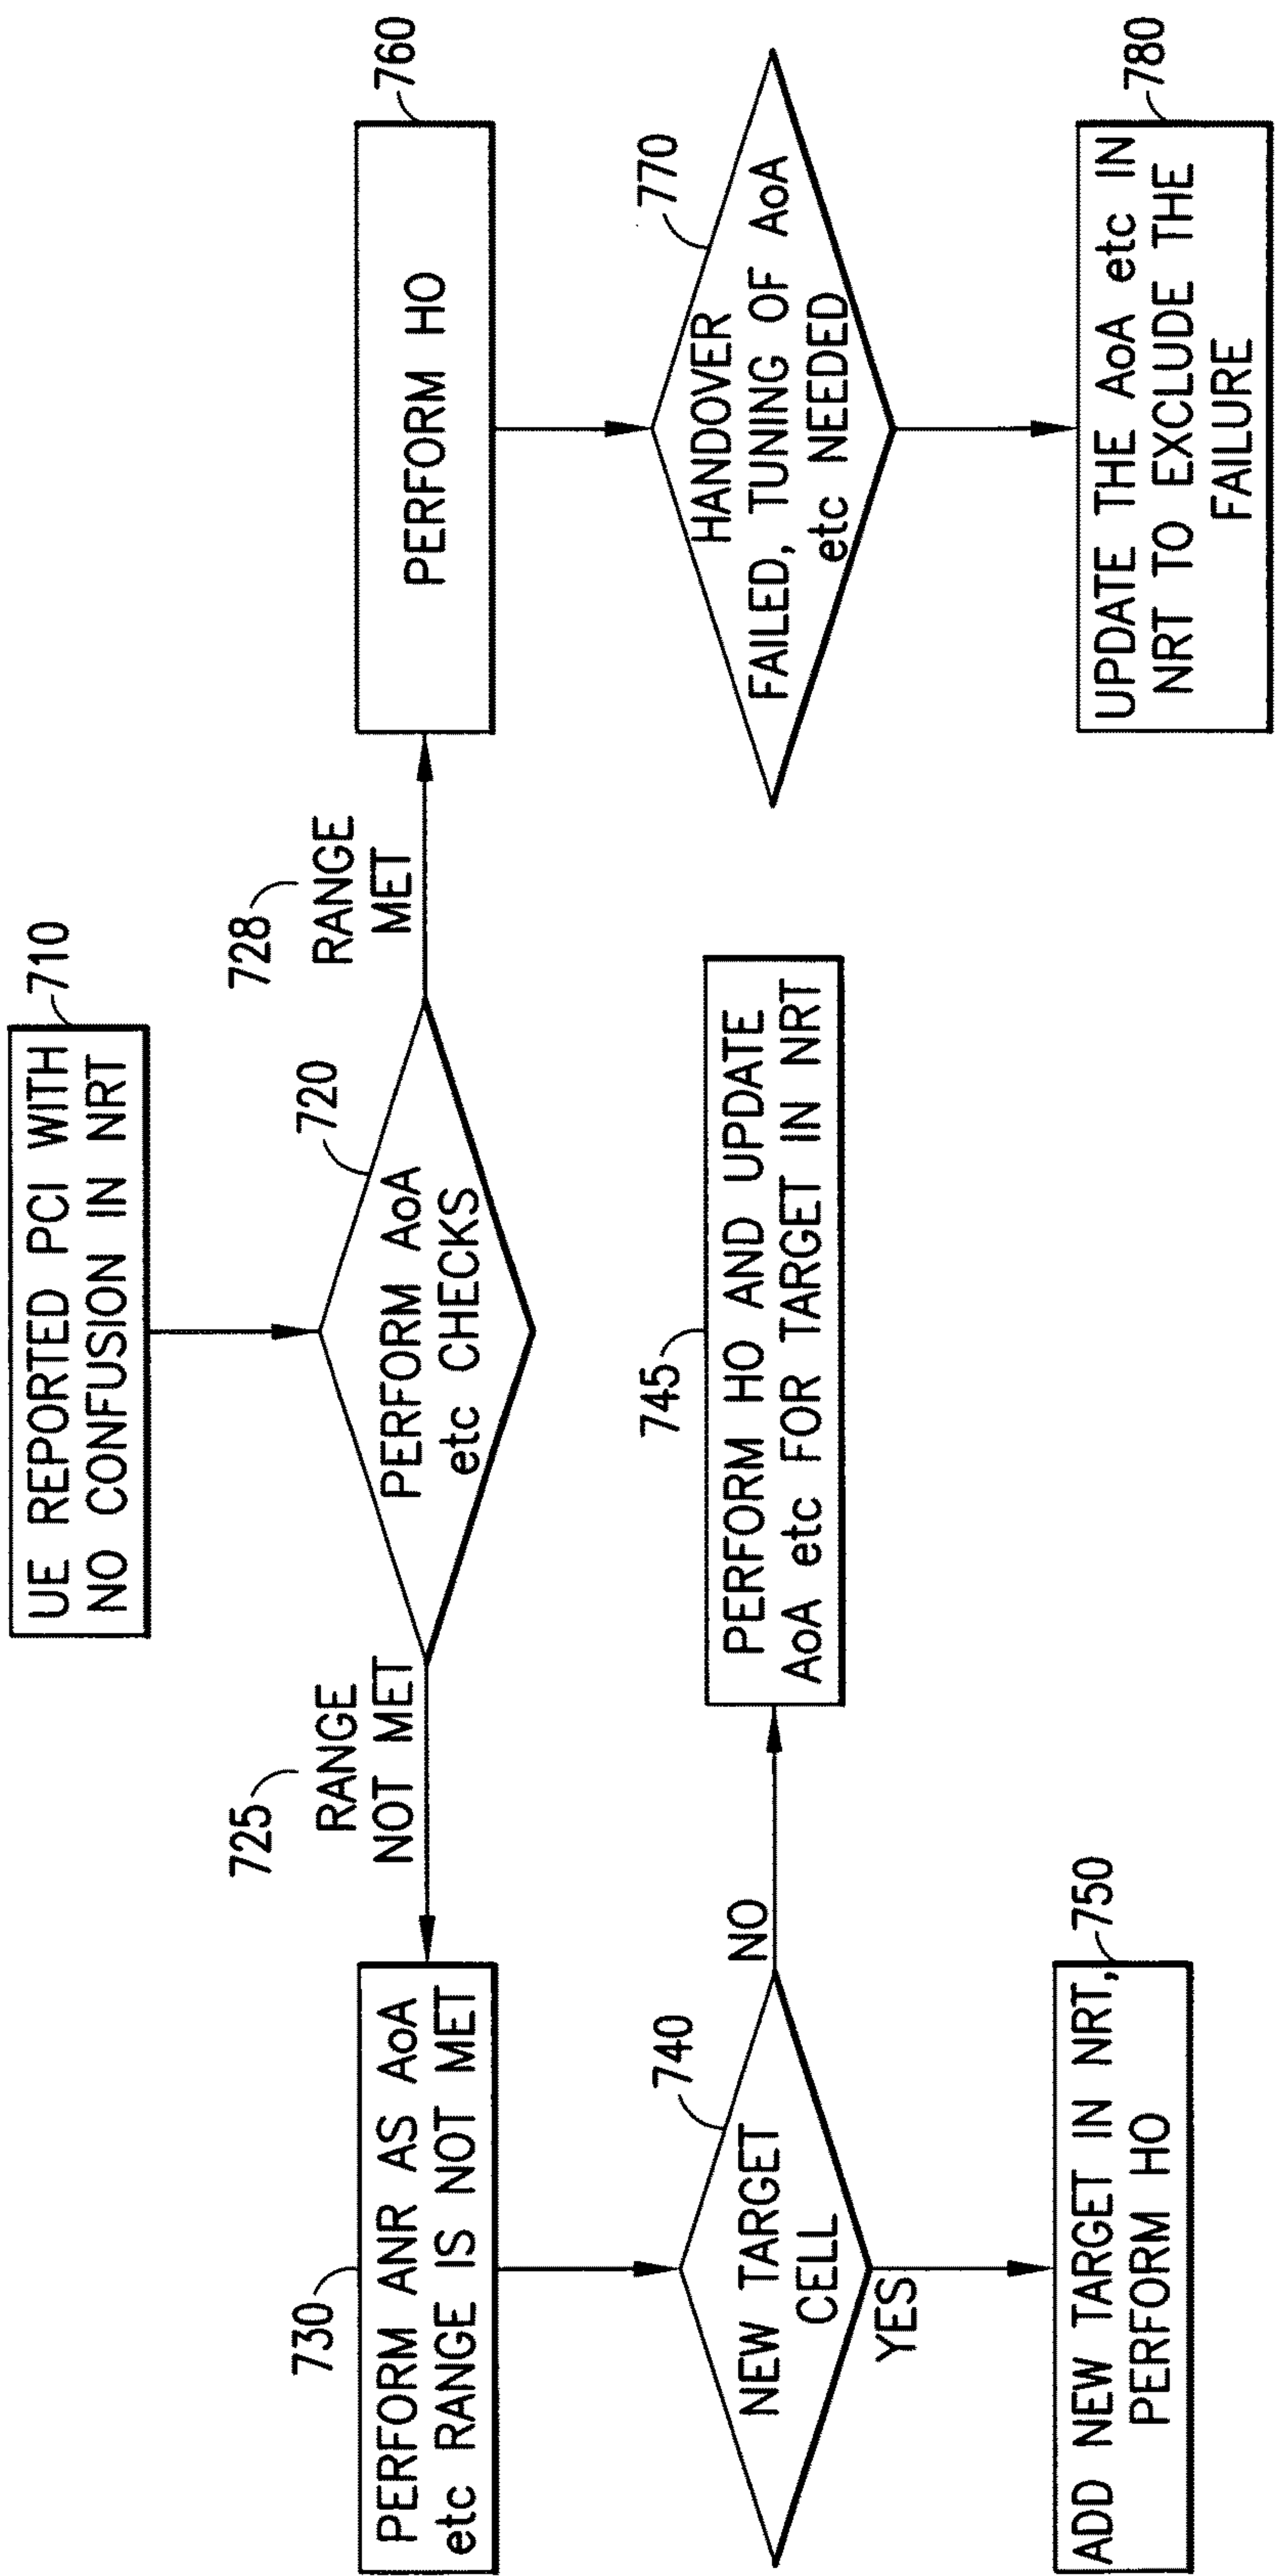 710
UE REPORTED PCI WITH
NO CONFUSION IN NRT
720
PERFORM AoA
etc CHECKS
725
RANGE
NOT MET
728
RANGE
MET
730
PERFORM ANR AS AoA
etc RANGE IS NOT MET
740
NEW TARGET
CELL
NO
745
PERFORM HO AND UPDATE
AoA etc FOR TARGET IN NRT
YES
750
ADD NEW TARGET IN NRT,
PERFORM HO
760
PERFORM HO
770
HANDOVER
FAILED, TUNING OF AoA
etc NEEDED
780
UPDATE THE AoA etc IN
NRT TO EXCLUDE THE
FAILURE